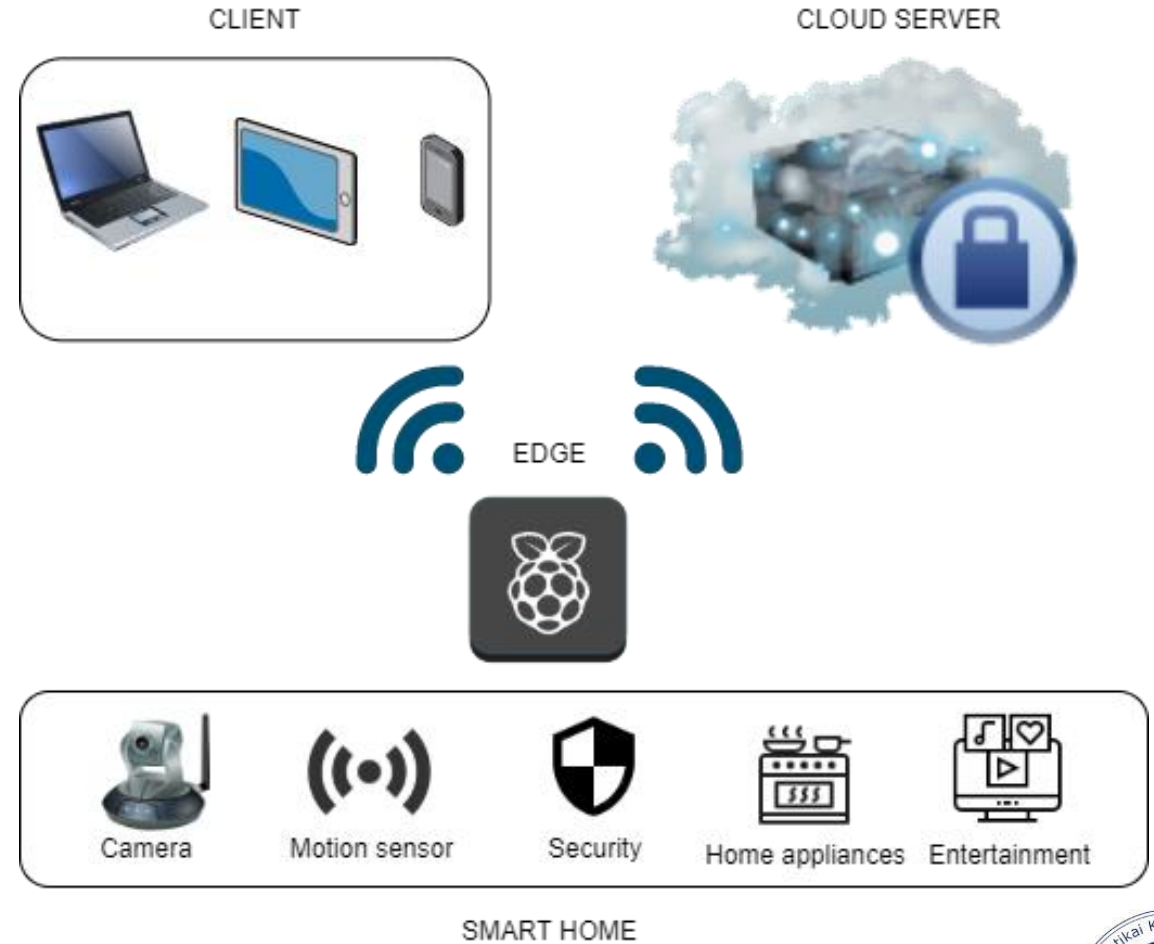 CLIENT
CLOUD SERVER
EDGE
Camera
Motion sensor
Security
Home appliances
Entertainment
SMART HOME